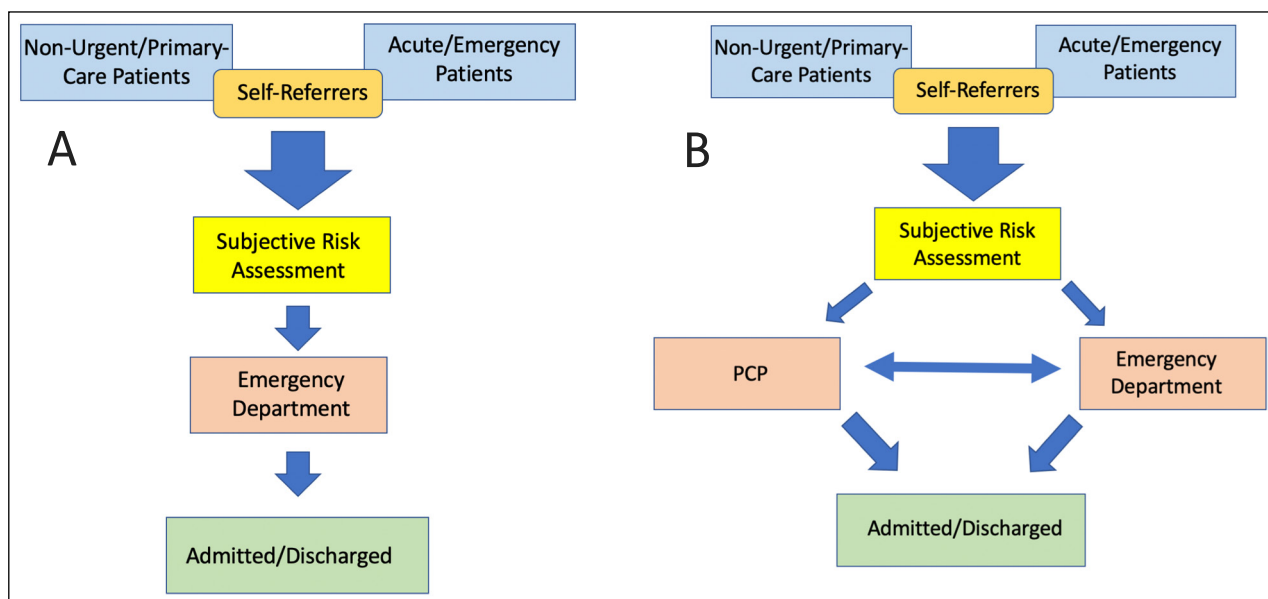 Non-Urgent/Primary-
Care Patients
Acute/Emergency
Patients
Self-Referrers
A
Subjective Risk
Assessment
Emergency
Department
Admitted/Discharged
Non-Urgent/Primary-
Care Patients
Acute/Emergency
Patients
Self-Referrers
B
Subjective Risk
Assessment
PCP
Emergency
Department
Admitted/Discharged